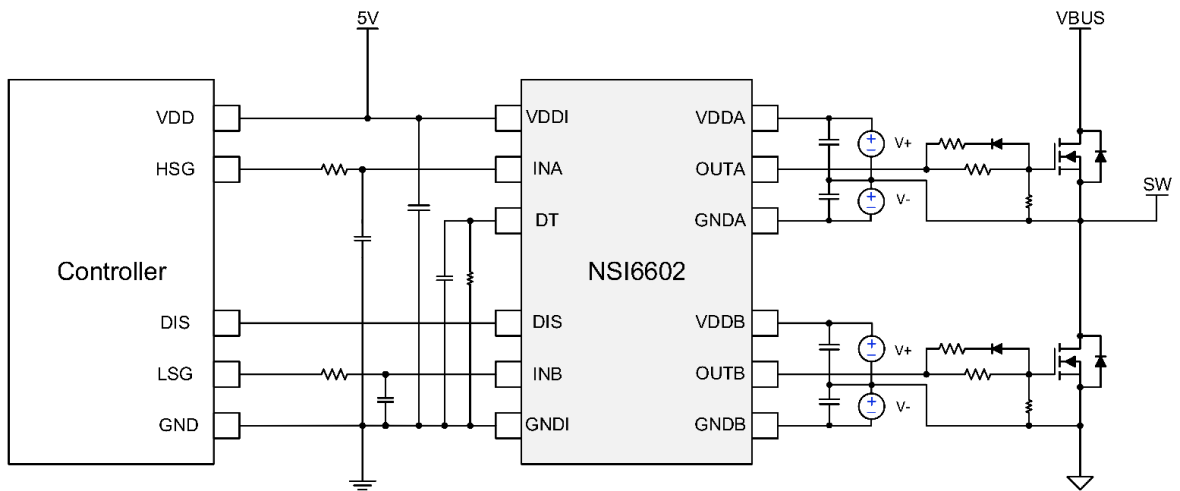 5V
VBUS
VDD
VDDI
VDDA
V+
HSG
INA
OUTA
SW
V-
DT
GNDA
Controller
NSI6602
DIS
DIS
VDDB
V+
LSG
INB
OUTB
V-
GND
GNDI
GNDB